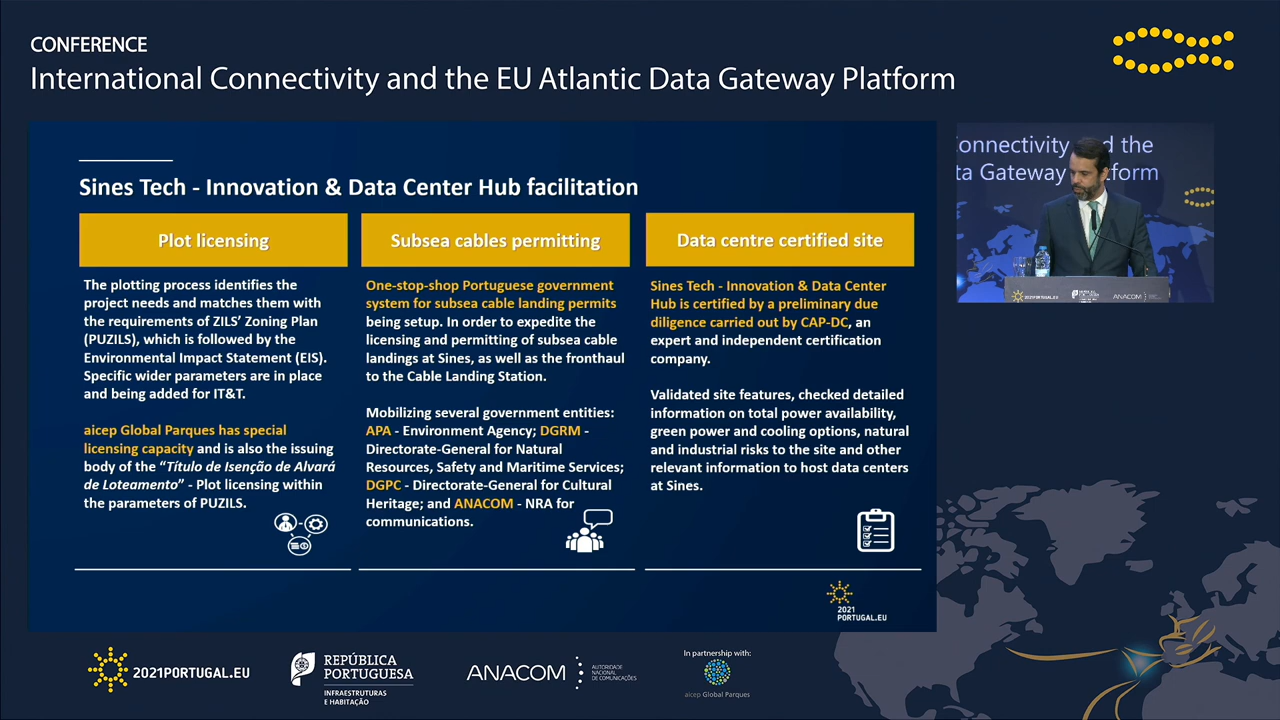 CONFERENCE
International Connectivity and the EU Atlantic Data Gateway Platform
Sines Tech - Innovation & Data Center Hub facilitation
Plot licensing
The plotting process identifies the
project needs and matches them with
the requirements of ZILS' Zoning Plan
(PUZILS), which is followed by the
Environmental Impact Statement (EIS).
Specific wider parameters are in place
and being added for IT&T.
aicep Global Parques has special
licensing capacity and is also the issuing
body of the “Título de Isenção de Alvará
de Loteamento” - Plot licensing within
the parameters of PUZILS.
Subsea cables permitting
One-stop-shop Portuguese government
system for subsea cable landing permits
being setup. In order to expedite the
licensing and permitting of subsea cable
landings at Sines, as well as the fronthaul
to the Cable Landing Station.
Mobilizing several government entities:
APA - Environment Agency; DGRM -
Directorate-General for Natural
Resources, Safety and Maritime Services;
DGPC - Directorate-General for Cultural
Heritage; and ANACOM - NRA for
communications.
Data centre certified site
Sines Tech - Innovation & Data Center
Hub is certified by a preliminary due
diligence carried out by CAP-DC, an
expert and independent certification
company.
Validated site features, checked detailed
information on total power availability,
green power and cooling options, natural
and industrial risks to the site and other
relevant information to host data centers
at Sines.
2021
PORTUGAL.EU
onnectivity and the
ta Gateway
2021PORTUGAL.EU
ANACOM
2021PORTUGAL.EU
REPÚBLICA
PORTUGUESA
INFRAESTRUTURAS
E HABITAÇÃO
ANACOM
AUTORIDADE
NACIONAL
DE COMUNICAÇÕES
In partnership with:
aicep Global Parques